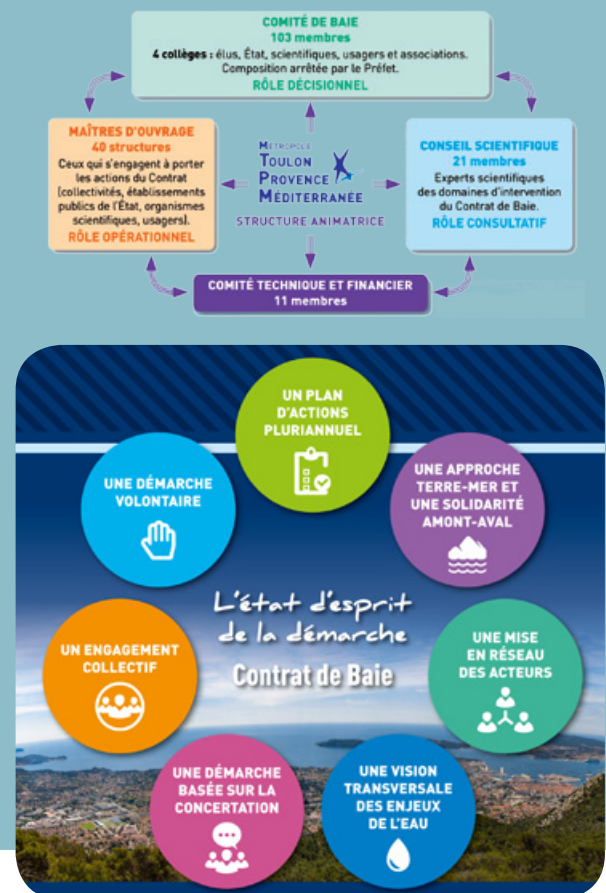 COMITÉ DE BAIE
103 membres
4 collèges : élus, État, scientifiques, usagers et associations.
Composition arrêtée par le Préfet.
RÔLE DÉCISIONNEL
MAÎTRES D'OUVRAGE
40 structures
Ceux qui s'engagent à porter
les actions du Contrat
(collectivités, établissements
publics de l'État, organismes
scientifiques, usagers).
RÔLE OPÉRATIONNEL
MÉTROPOLE
TOULON
PROVENCE
MÉDITERRANÉE
STRUCTURE ANIMATRICE
CONSEIL SCIENTIFIQUE
21 membres
Experts scientifiques
des domaines d'intervention
du Contrat de Baie.
RÔLE CONSULTATIF
COMITÉ TECHNIQUE ET FINANCIER
11 membres
UN PLAN
D'ACTIONS
PLURIANNUEL
UNE DÉMARCHE
VOLONTAIRE
UNE APPROCHE
TERRE-MER ET
UNE SOLIDARITÉ
AMONT-AVAL
L'état d'esprit
de la démarche
Contrat de Baie
UN ENGAGEMENT
COLLECTIF
UNE MISE
EN RÉSEAU
DES ACTEURS
UNE DÉMARCHE
BASÉE SUR LA
CONCERTATION
UNE VISION
TRANSVERSALE
DES ENJEUX
DE L'EAU